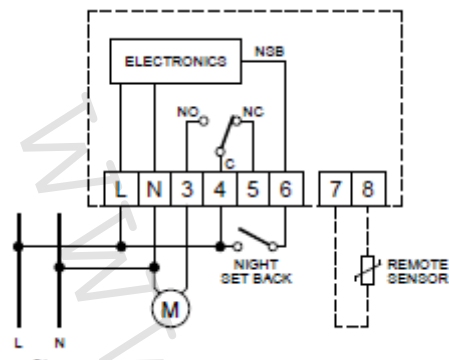 ELECTRONICS
NSB
NO
NC
C
L N 3 4 5 6 7 8
NIGHT
SET BACK
REMOTE
SENSOR
M
L N